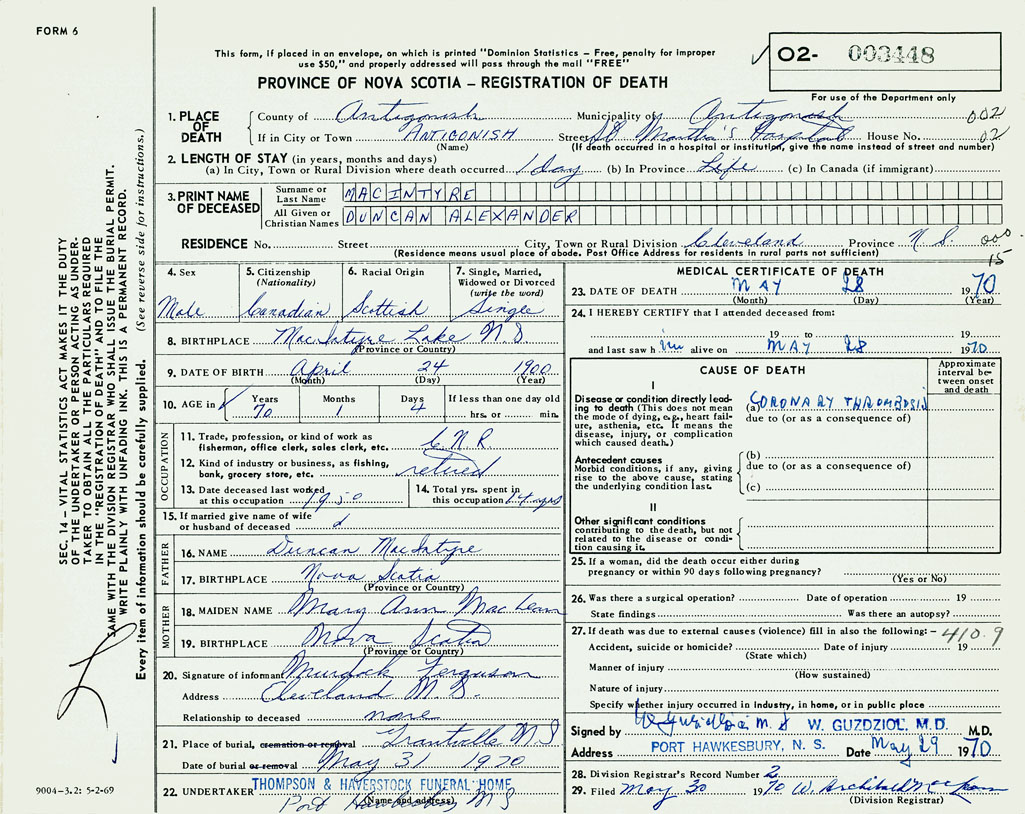 FORM 6
This form, if placed in an envelope, on which is printed "Dominion Statistics – Free, penalty for improper
use $50," and properly addressed will pass through the mail "FREE"
PROVINCE OF NOVA SCOTIA – REGISTRATION OF DEATH
02- 003448
For use of the Department only
SEC. 14 – VITAL STATISTICS ACT MAKES IT THE DUTY
OF THE UNDERTAKER OR PERSON ACTING AS UNDER-
TAKER TO OBTAIN ALL THE PARTICULARS REQUIRED
IN THE "REGISTRATION OF DEATH" AND TO FILE THE
SAME WITH THE DIVISION REGISTRAR WHO SHALL ISSUE THE BURIAL PERMIT.
WRITE PLAINLY WITH UNFADING INK. THIS IS A PERMANENT RECORD.
Every item of information should be carefully supplied. (See reverse side for instructions.)
1. PLACE OF DEATH
County of Antigonish Municipality of Antigonish 002
If in City or Town ANTIGONISH Street St Martha's Hospital House No. 02
(Name) (If death occurred in a hospital or institution, give the name instead of street and number)
2. LENGTH OF STAY (in years, months and days)
(a) In City, Town or Rural Division where death occurred 1 day (b) In Province Life (c) In Canada (if immigrant)
3. PRINT NAME OF DECEASED
Surname or Last Name MACINTYRE
All Given or Christian Names DUNCAN ALEXANDER
RESIDENCE No. Street City, Town or Rural Division Cleveland Province N.S. 000
(Residence means usual place of abode. Post Office Address for residents in rural parts not sufficient) 15
4. Sex Male
5. Citizenship (Nationality) Canadian
6. Racial Origin Scottish
7. Single, Married, Widowed or Divorced (write the word) Single
8. BIRTHPLACE MacIntyre Lake N S
(Province or Country)
9. DATE OF BIRTH April 24 1900
(Month) (Day) (Year)
10. AGE in Years 70 Months 1 Days 4 If less than one day old
hrs. or min.
OCCUPATION
11. Trade, profession, or kind of work as
fisherman, office clerk, sales clerk, etc. C.N.R.
12. Kind of industry or business, as fishing,
bank, grocery store, etc. retired
13. Date deceased last worked
at this occupation 1950
14. Total yrs. spent in
this occupation 14 yrs
15. If married give name of wife
or husband of deceased
FATHER
16. NAME Duncan MacIntyre
17. BIRTHPLACE Nova Scotia
(Province or Country)
MOTHER
18. MAIDEN NAME Mary Ann MacLean
19. BIRTHPLACE Nova Scotia
(Province or Country)
20. Signature of informant Murdock Ferguson
Address Cleveland N S.
Relationship to deceased none
21. Place of burial, cremation or removal Grantville N S
Date of burial or removal May 31 1970
22. UNDERTAKER THOMPSON & HAVERSTOCK FUNERAL HOME
(Name and address)
Port Hawkesbury N S
9004-3.2: 5-2-69
MEDICAL CERTIFICATE OF DEATH
23. DATE OF DEATH MAY 28 1970
(Month) (Day) (Year)
24. I HEREBY CERTIFY that I attended deceased from:
19 to 19
and last saw h im alive on MAY 28 1970
CAUSE OF DEATH
Approximate interval between onset and death
I
Disease or condition directly lead-
ing to death (This does not mean
the mode of dying, e.g., heart fail-
ure, asthenia, etc. It means the
disease, injury, or complication
which caused death.)
(a) CORONARY THROMBOSIS
due to (or as a consequence of)
Antecedent causes
Morbid conditions, if any, giving
rise to the above cause, stating
the underlying condition last.
(b)
due to (or as a consequence of)
(c)
II
Other significant conditions
contributing to the death, but not
related to the disease or condi-
tion causing it.
25. If a woman, did the death occur either during
pregnancy or within 90 days following pregnancy?
(Yes or No)
26. Was there a surgical operation? Date of operation 19
State findings Was there an autopsy?
27. If death was due to external causes (violence) fill in also the following: – 410.9
Accident, suicide or homicide? Date of injury 19
(State which)
Manner of injury
(How sustained)
Nature of injury
Specify whether injury occurred in industry, in home, or in public place
Signed by W. GUZDZIOL, M.D. M.D.
Address PORT HAWKESBURY, N. S. Date May 29 1970
28. Division Registrar's Record Number 2
29. Filed May 30 1970 W. Archibald MacLean
(Division Registrar)